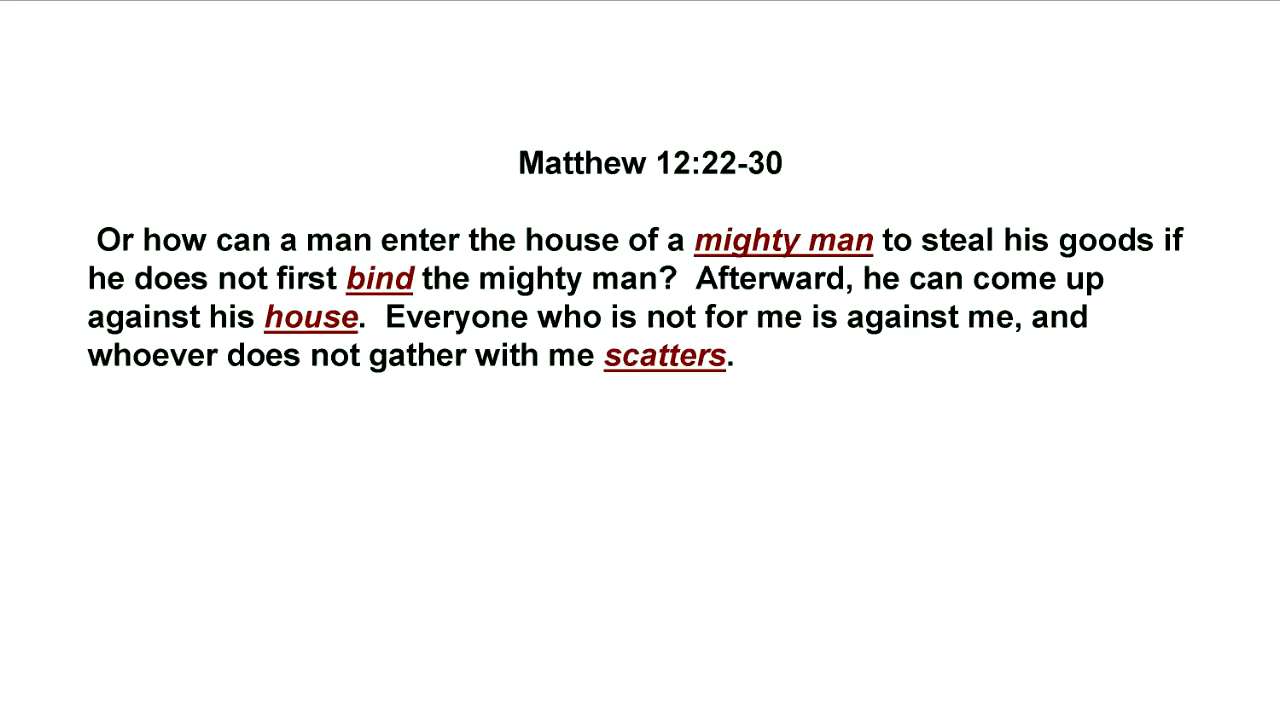 Matthew 12:22-30
Or how can a man enter the house of a mighty man to steal his goods if
he does not first bind the mighty man?  Afterward, he can come up
against his house.  Everyone who is not for me is against me, and
whoever does not gather with me scatters.